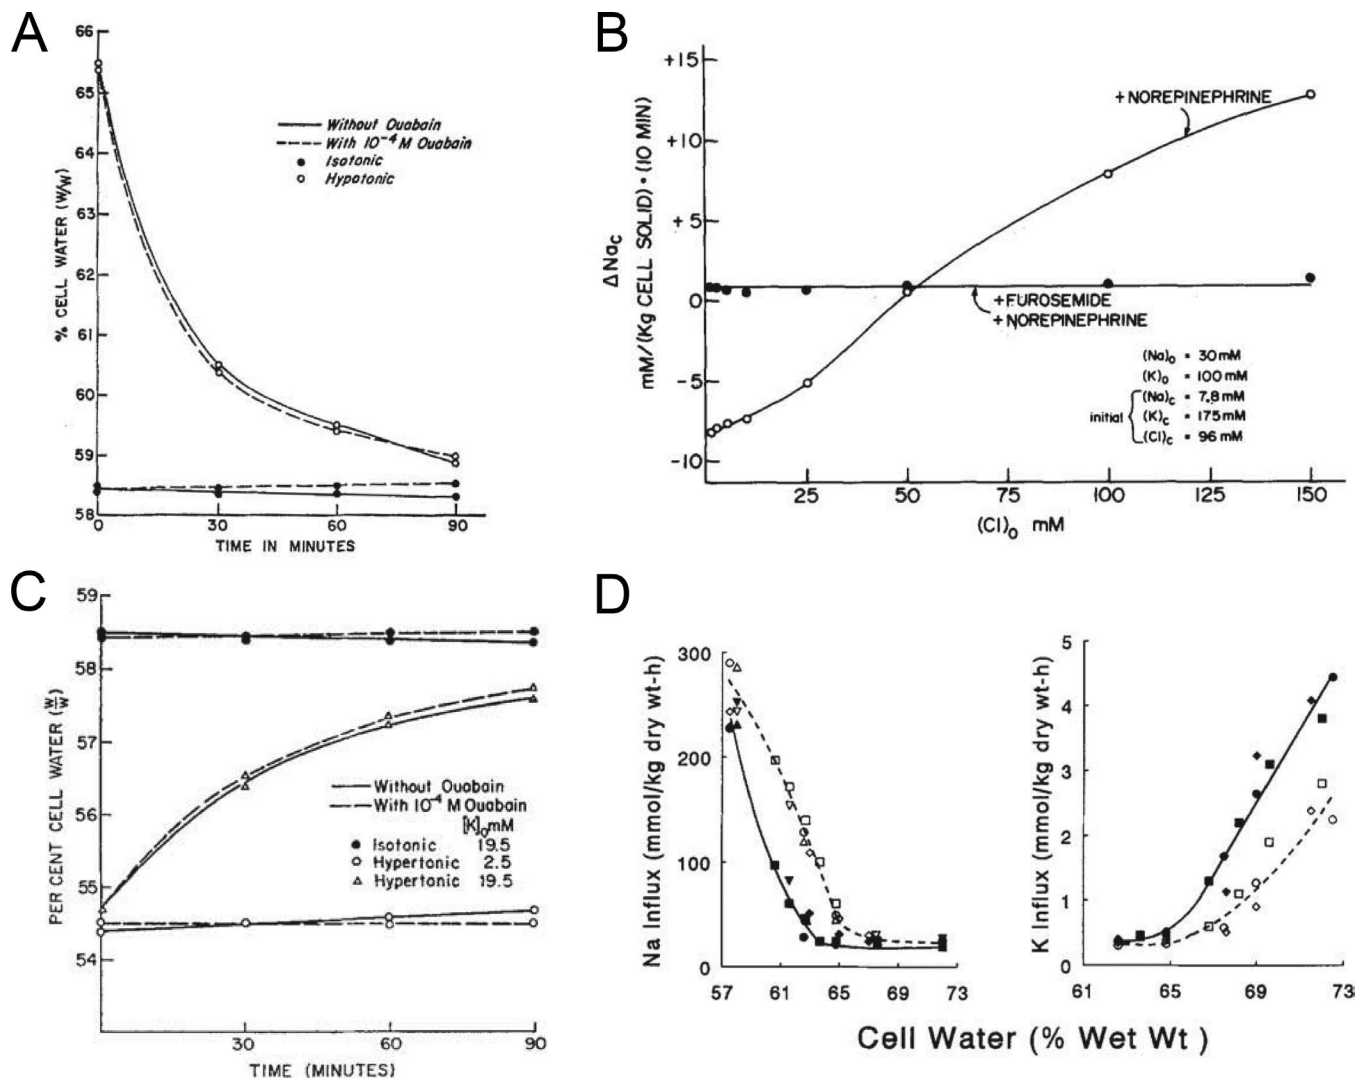 A
66
65
64
63
62
61
60
59
58
% CELL WATER (W/W)
0 30 60 90
TIME IN MINUTES
Without Ouabain
With 10⁻⁴ M Ouabain
Isotonic
Hypotonic
B
+15
+10
+5
0
-5
-10
ΔNac
mM/(Kg CELL SOLID) • (10 MIN)
+NOREPINEPHRINE
+FUROSEMIDE
+NOREPINEPHRINE
(Na)o = 30 mM
(K)o = 100 mM
initial
(Na)c = 7.8 mM
(K)c = 175 mM
(Cl)c = 96 mM
25 50 100 125 150
(Cl)o mM
C
59
58
57
56
55
54
PER CENT CELL WATER (W/W)
Without Ouabain
With 10⁻⁴ M Ouabain
[K]o mM
Isotonic 19.5
Hypertonic 2.5
Hypertonic 19.5
30 60 90
TIME (MINUTES)
D
300
200
100
0
Na Influx (mmol/kg dry wt-h)
57 61 65 69 73
5
4
3
2
1
0
K Influx (mmol/kg dry wt-h)
61 65 69 73
Cell Water (% Wet Wt )